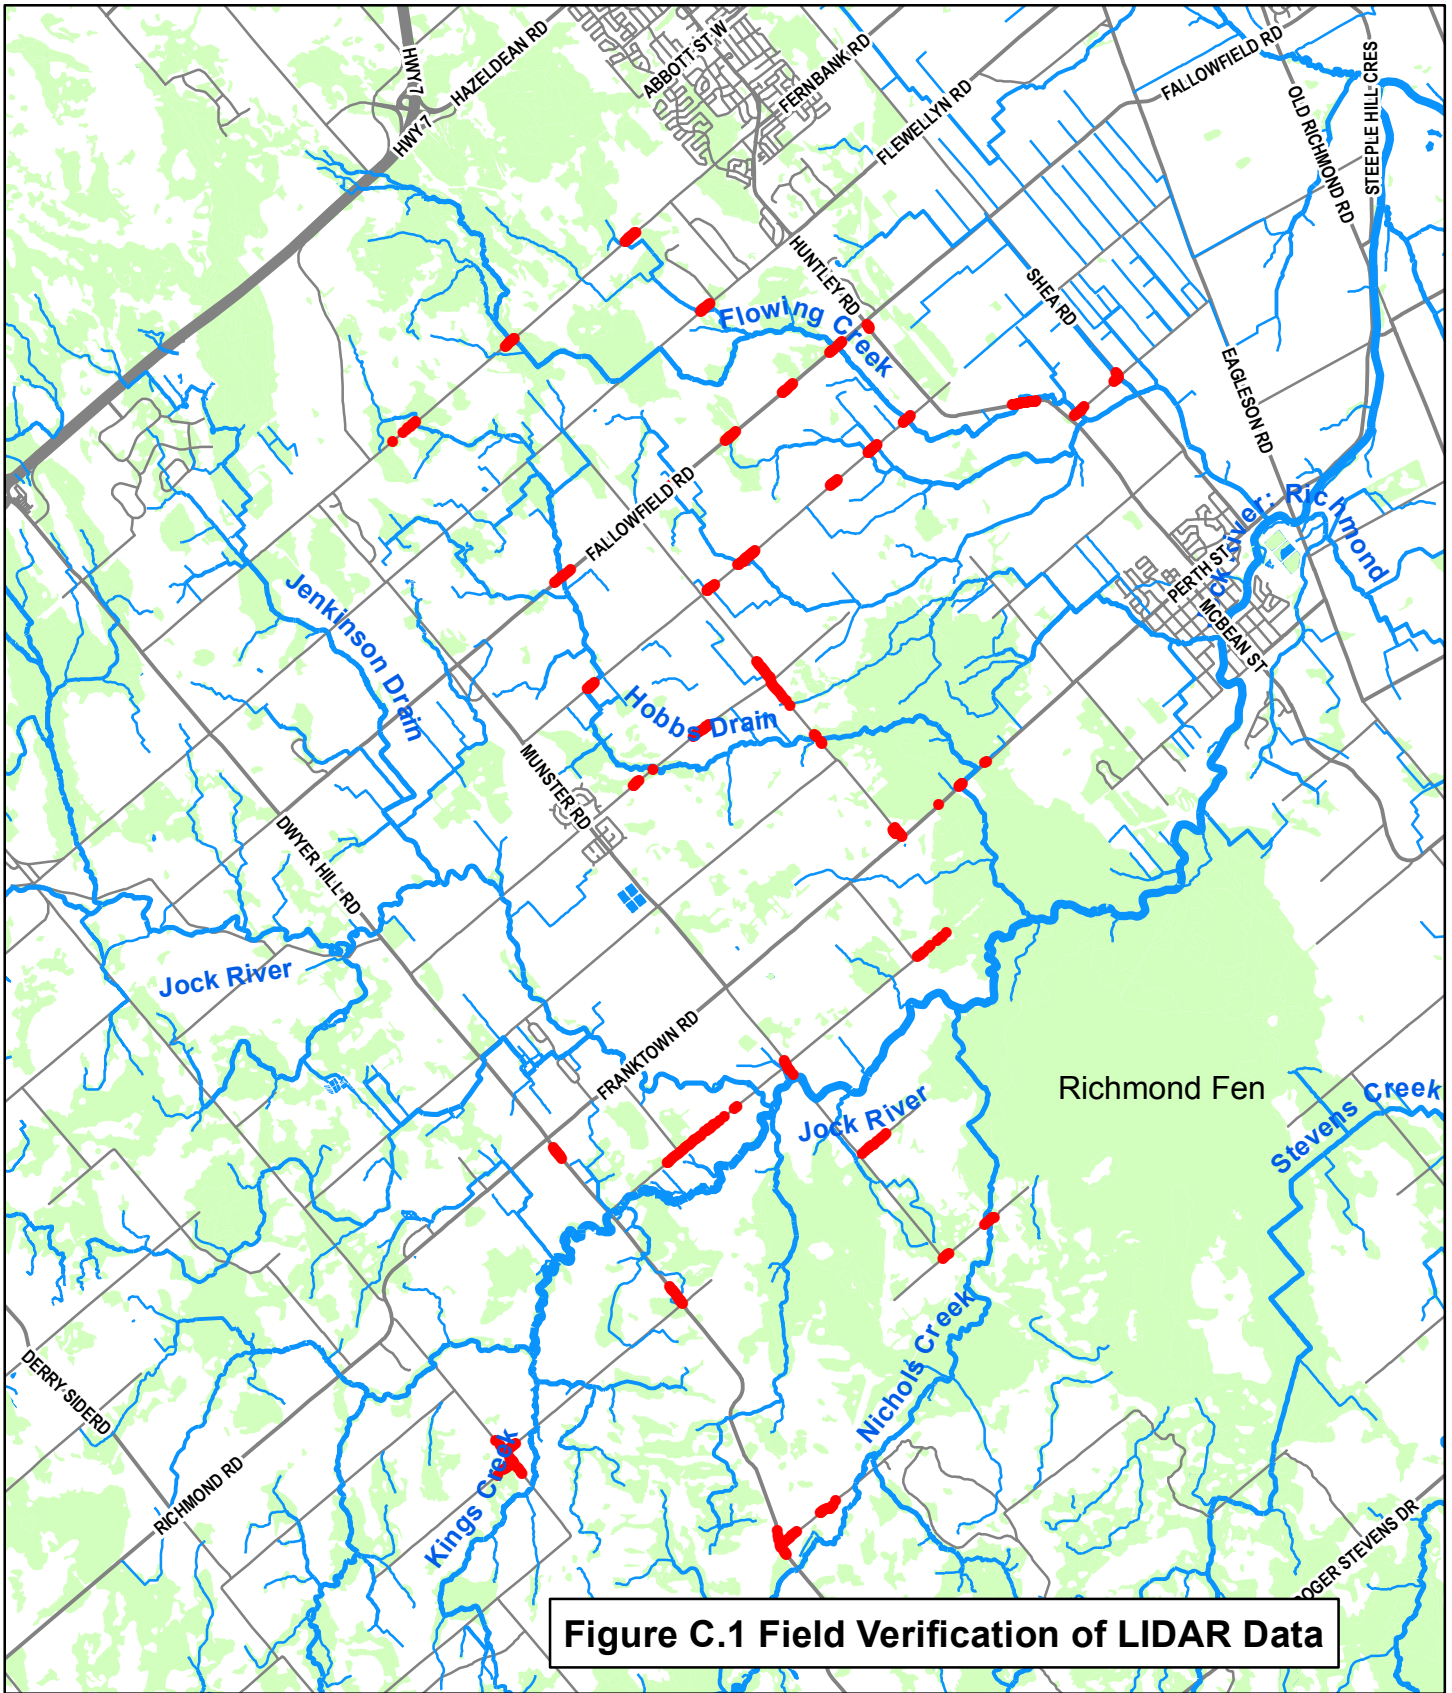 HWY 7
HAZELDEAN RD
ABBOTT ST W
FERNBANK RD
FLEWELLYN RD
FALLOWFIELD RD
OLD RICHMOND RD
STEEPLE HILL CRES
HWY 7
HUNTLEY RD
SHEA RD
Flowing Creek
EAGLESON RD
FALLOWFIELD RD
Richmond
PERTH ST
MCBEAN ST
Jenkinson Drain
Hobbs Drain
MUNSTER RD
DWYER HILL RD
Jock River
FRANKTOWN RD
Richmond Fen
Jock River
Stevens Creek
Nichols Creek
DERRY SIDERD
RICHMOND RD
Kings Creek
ROGER STEVENS DR
Figure C.1 Field Verification of LIDAR Data